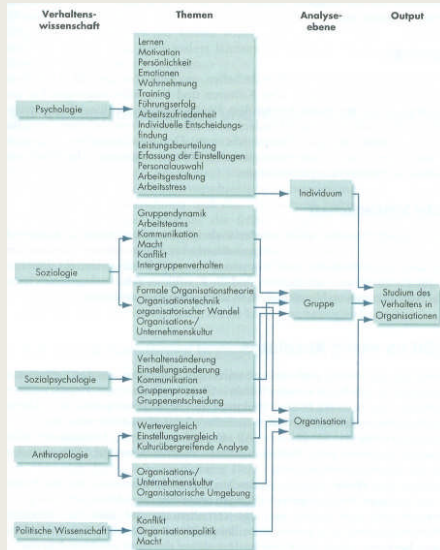 Verhaltens-
wissenschaft
Themen
Analyse-
ebene
Output
Psychologie
Lernen
Motivation
Persönlichkeit
Emotionen
Wahrnehmung
Training
Führungserfolg
Arbeitszufriedenheit
Individuelle Entscheidungs-
findung
Leistungsbeurteilung
Erfassung der Einstellungen
Personalauswahl
Arbeitsgestaltung
Arbeitsstress
Individuum
Soziologie
Gruppendynamik
Arbeitsteams
Kommunikation
Macht
Konflikt
Intergruppenverhalten
Formale Organisationstheorie
Organisationstechnik
organisatorischer Wandel
Organisations-/
Unternehmenskultur
Gruppe
Studium des
Verhaltens in
Organisationen
Sozialpsychologie
Verhaltensänderung
Einstellungsänderung
Kommunikation
Gruppenprozesse
Gruppenentscheidung
Anthropologie
Wertevergleich
Einstellungsvergleich
Kulturübergreifende Analyse
Organisations-/
Unternehmenskultur
Organisatorische Umgebung
Organisation
Politische Wissenschaft
Konflikt
Organisationspolitik
Macht